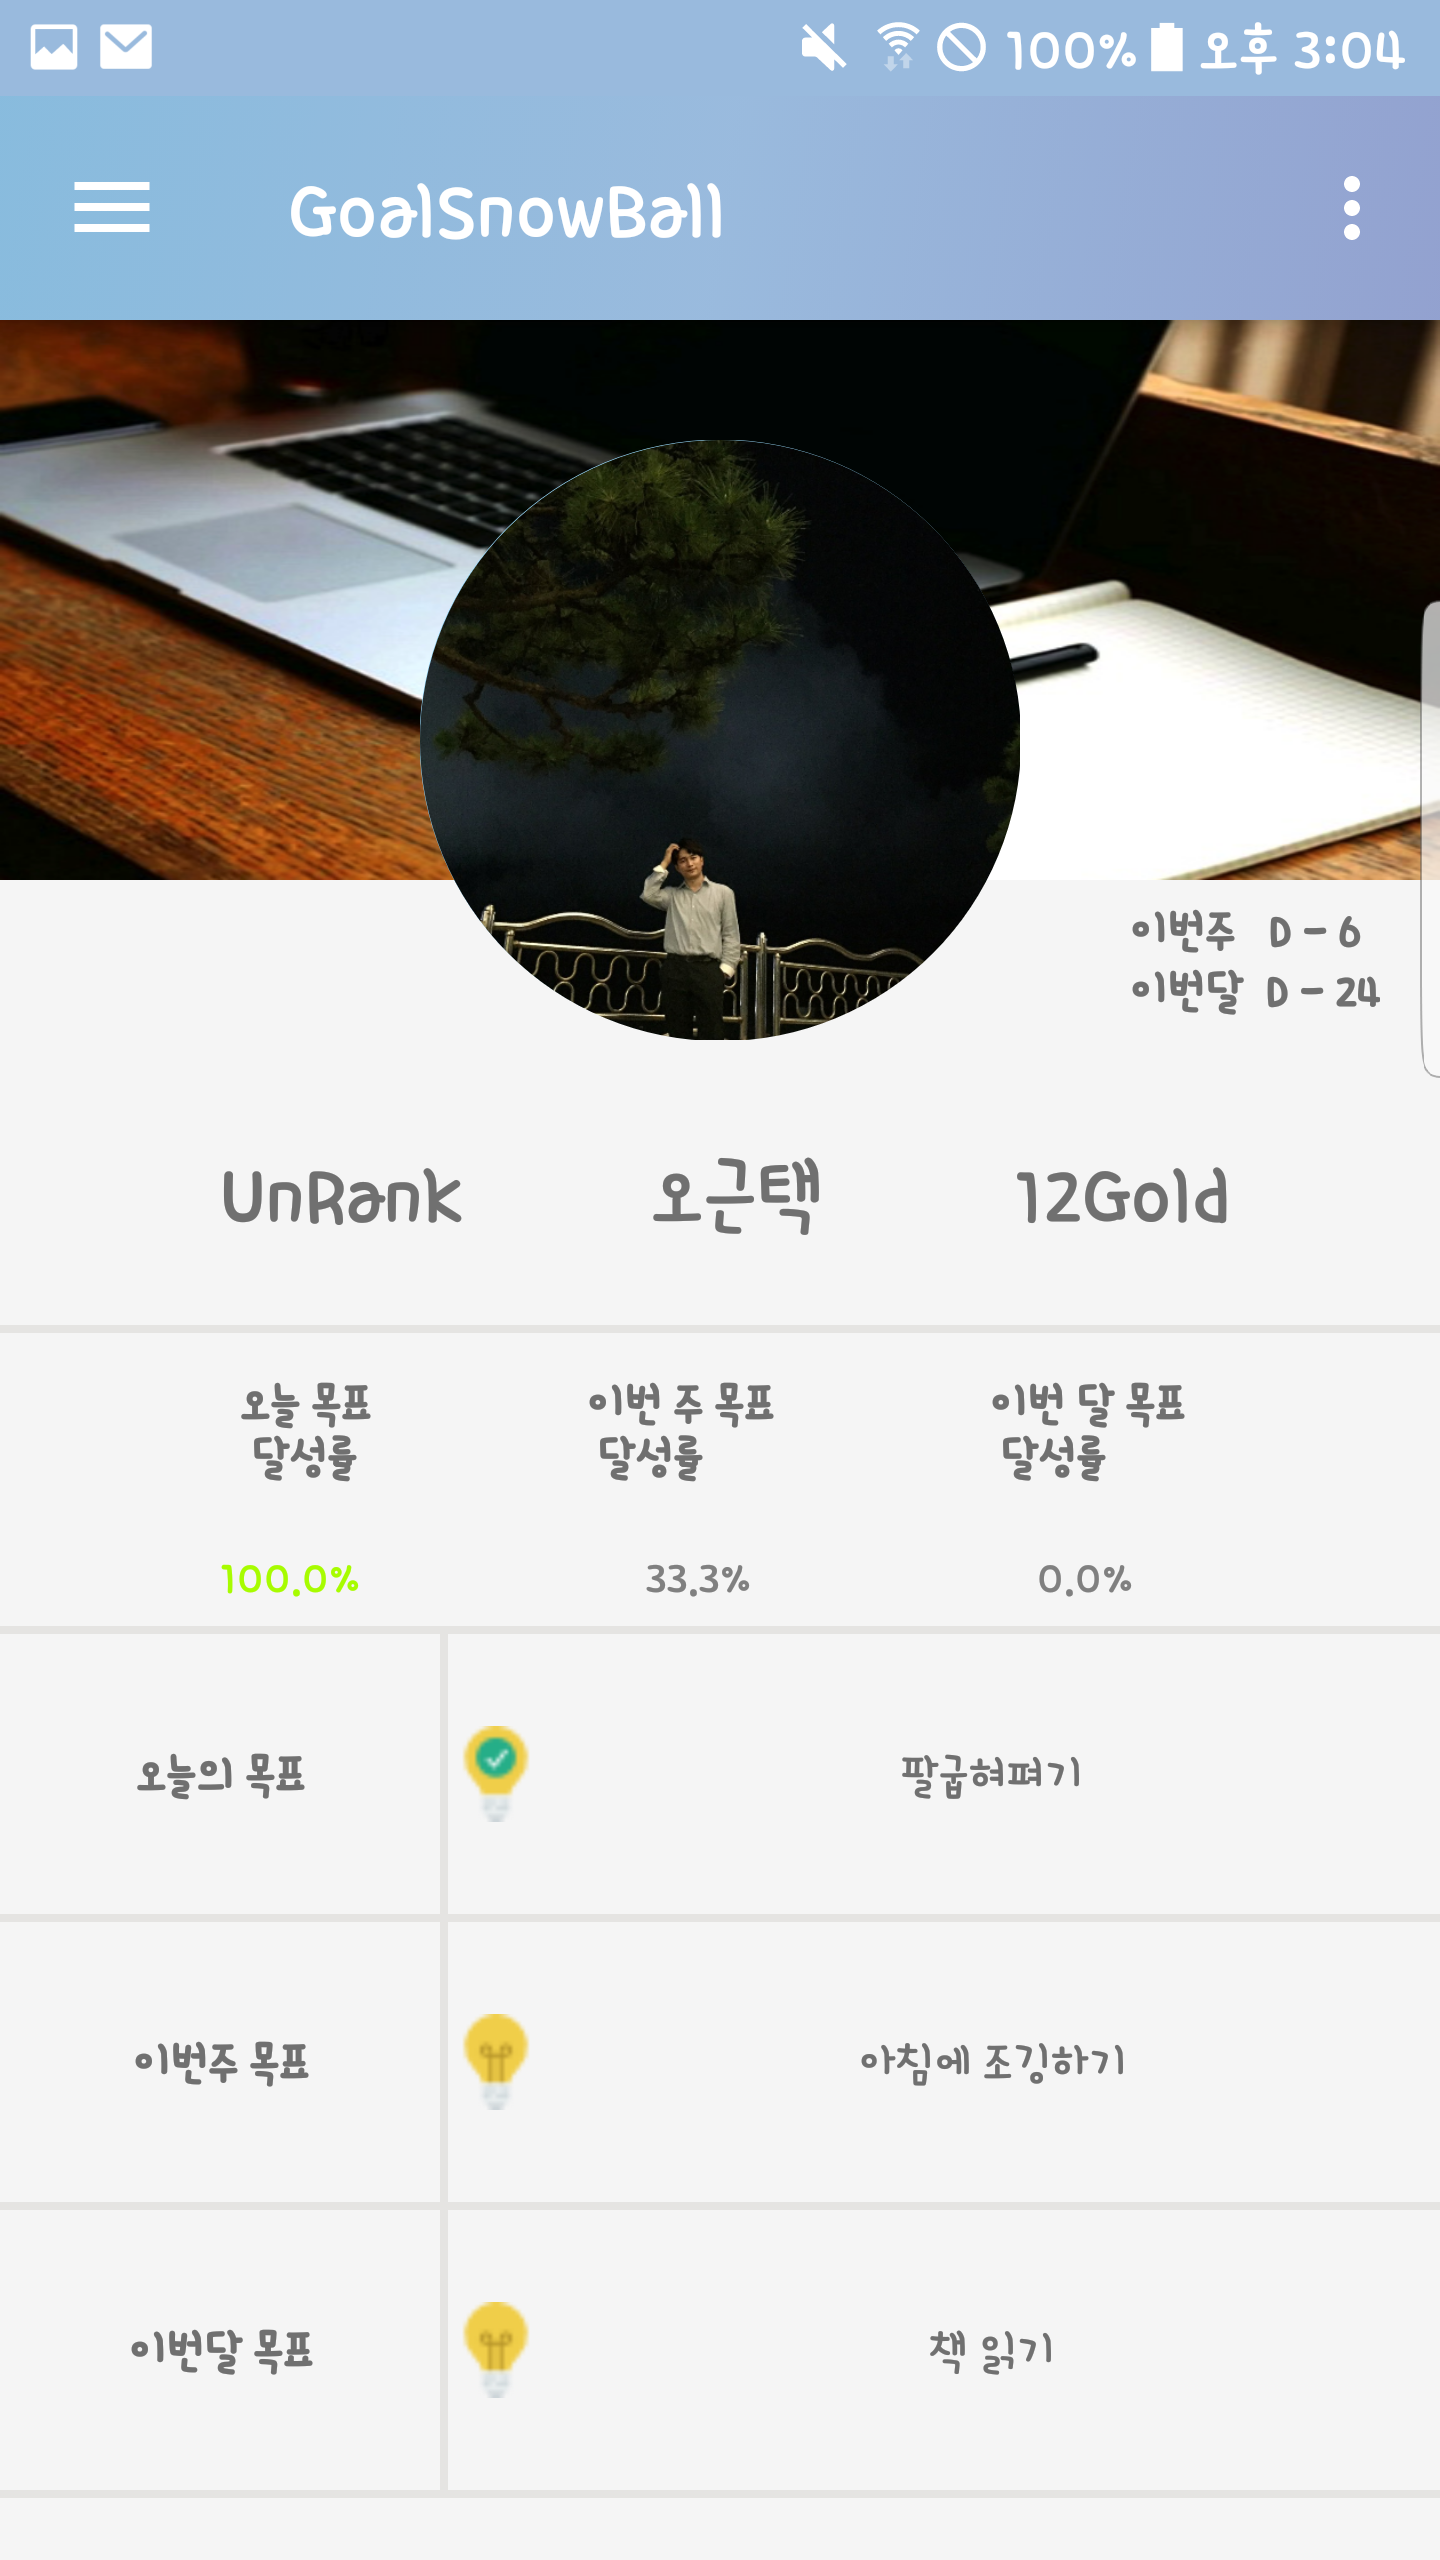 100% 오후 3:04
GoalSnowBall
이번주 D - 6
이번달 D - 24
UnRank 오근택 12Gold
오늘 목표 이번 주 목표 이번 달 목표
달성률 달성률 달성률
100.0% 33.3% 0.0%
오늘의 목표 팔굽혀펴기
이번주 목표 아침에 조깅하기
이번달 목표 책 읽기